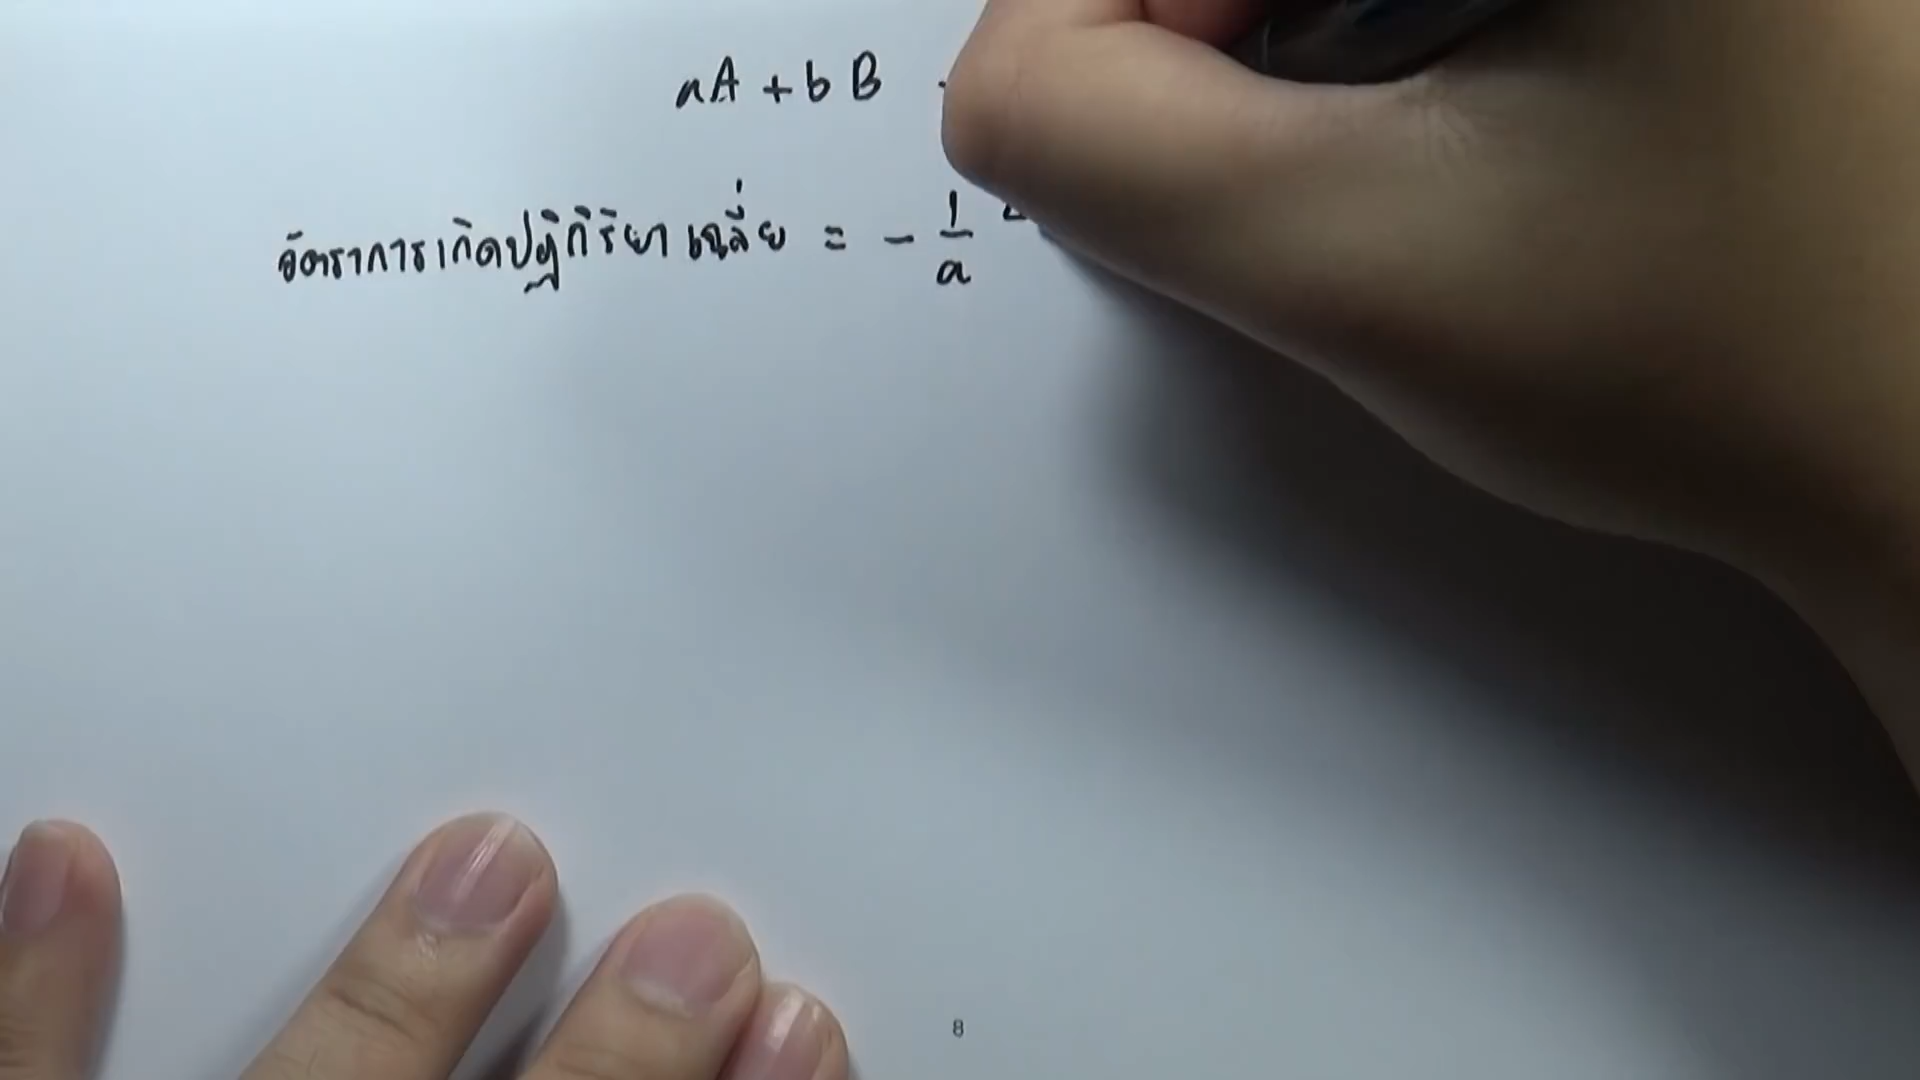 aA + bB
อัตราการเกิดปฏิกิริยาเฉลี่ย = - 1/a
8